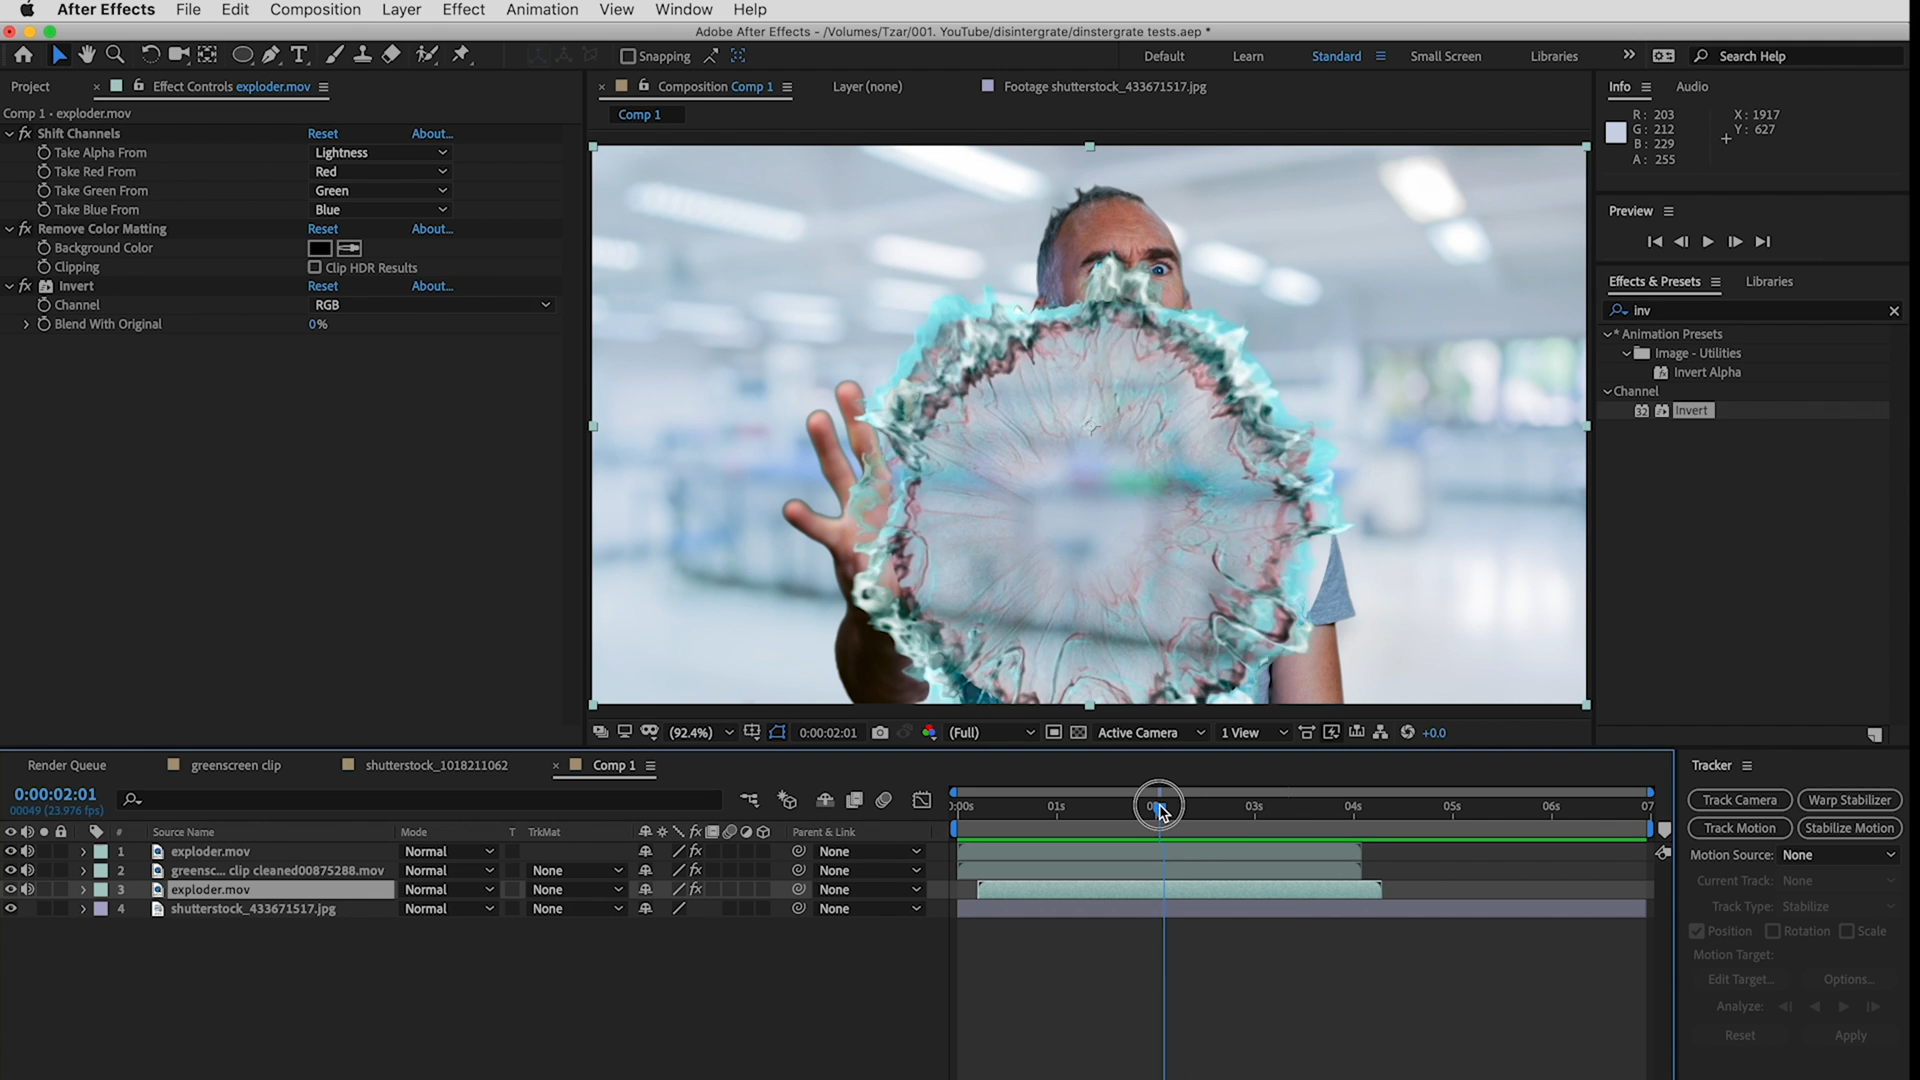 After Effects File Edit Composition Layer Effect Animation View Window Help
Adobe After Effects - /Volumes/Tzar/001. YouTube/disintergrate/dinstergrate tests.aep *
Snapping Default Learn Standard Small Screen Libraries Search Help
Project Effect Controls exploder.mov
Composition Comp 1 Layer (none) Footage shutterstock_433671517.jpg
Comp 1 • exploder.mov
Comp 1
Shift Channels Reset About...
Take Alpha From Lightness
Take Red From Red
Take Green From Green
Take Blue From Blue
Remove Color Matting Reset About...
Background Color
Clipping Clip HDR Results
Invert Reset About...
Channel RGB
Blend With Original 0%
Info Audio
R: 203 X: 1917
G: 212 Y: 627
B: 229
A: 255
Preview
Effects & Presets Libraries
inv
* Animation Presets
Image - Utilities
Invert Alpha
Channel
32 Invert
(92.4%) 0:00:02:01 (Full) Active Camera 1 View +0.0
Render Queue greenscreen clip shutterstock_1018211062 Comp 1
0:00:02:01
00049 (23.976 fps)
:00s 01s 03s 04s 05s 06s 07
# Source Name Mode T TrkMat Parent & Link
1 exploder.mov Normal None
2 greensc... clip cleaned00875288.mov Normal None None
3 exploder.mov Normal None None
4 shutterstock_433671517.jpg Normal None None
Tracker
Track Camera Warp Stabilizer
Track Motion Stabilize Motion
Motion Source: None
Current Track: None
Track Type: Stabilize
Position Rotation Scale
Motion Target:
Edit Target... Options...
Analyze:
Reset Apply